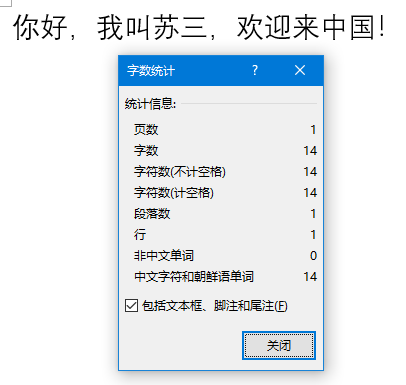 你好，我叫苏三，欢迎来中国！
字数统计 ?
统计信息:
页数 1
字数 14
字符数(不计空格) 14
字符数(计空格) 14
段落数 1
行 1
非中文单词 0
中文字符和朝鲜语单词 14
包括文本框、脚注和尾注(F)
关闭